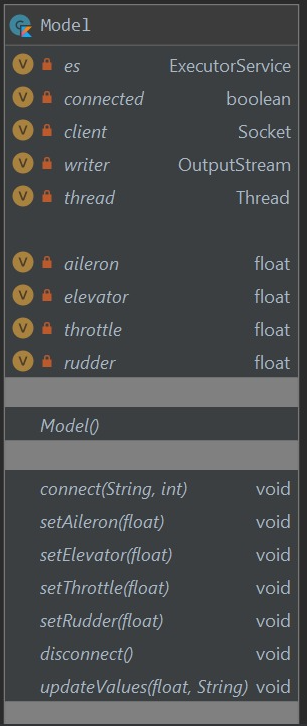 Model
es ExecutorService
connected boolean
client Socket
writer OutputStream
thread Thread
aileron float
elevator float
throttle float
rudder float
Model()
connect(String, int) void
setAileron(float) void
setElevator(float) void
setThrottle(float) void
setRudder(float) void
disconnect() void
updateValues(float, String) void